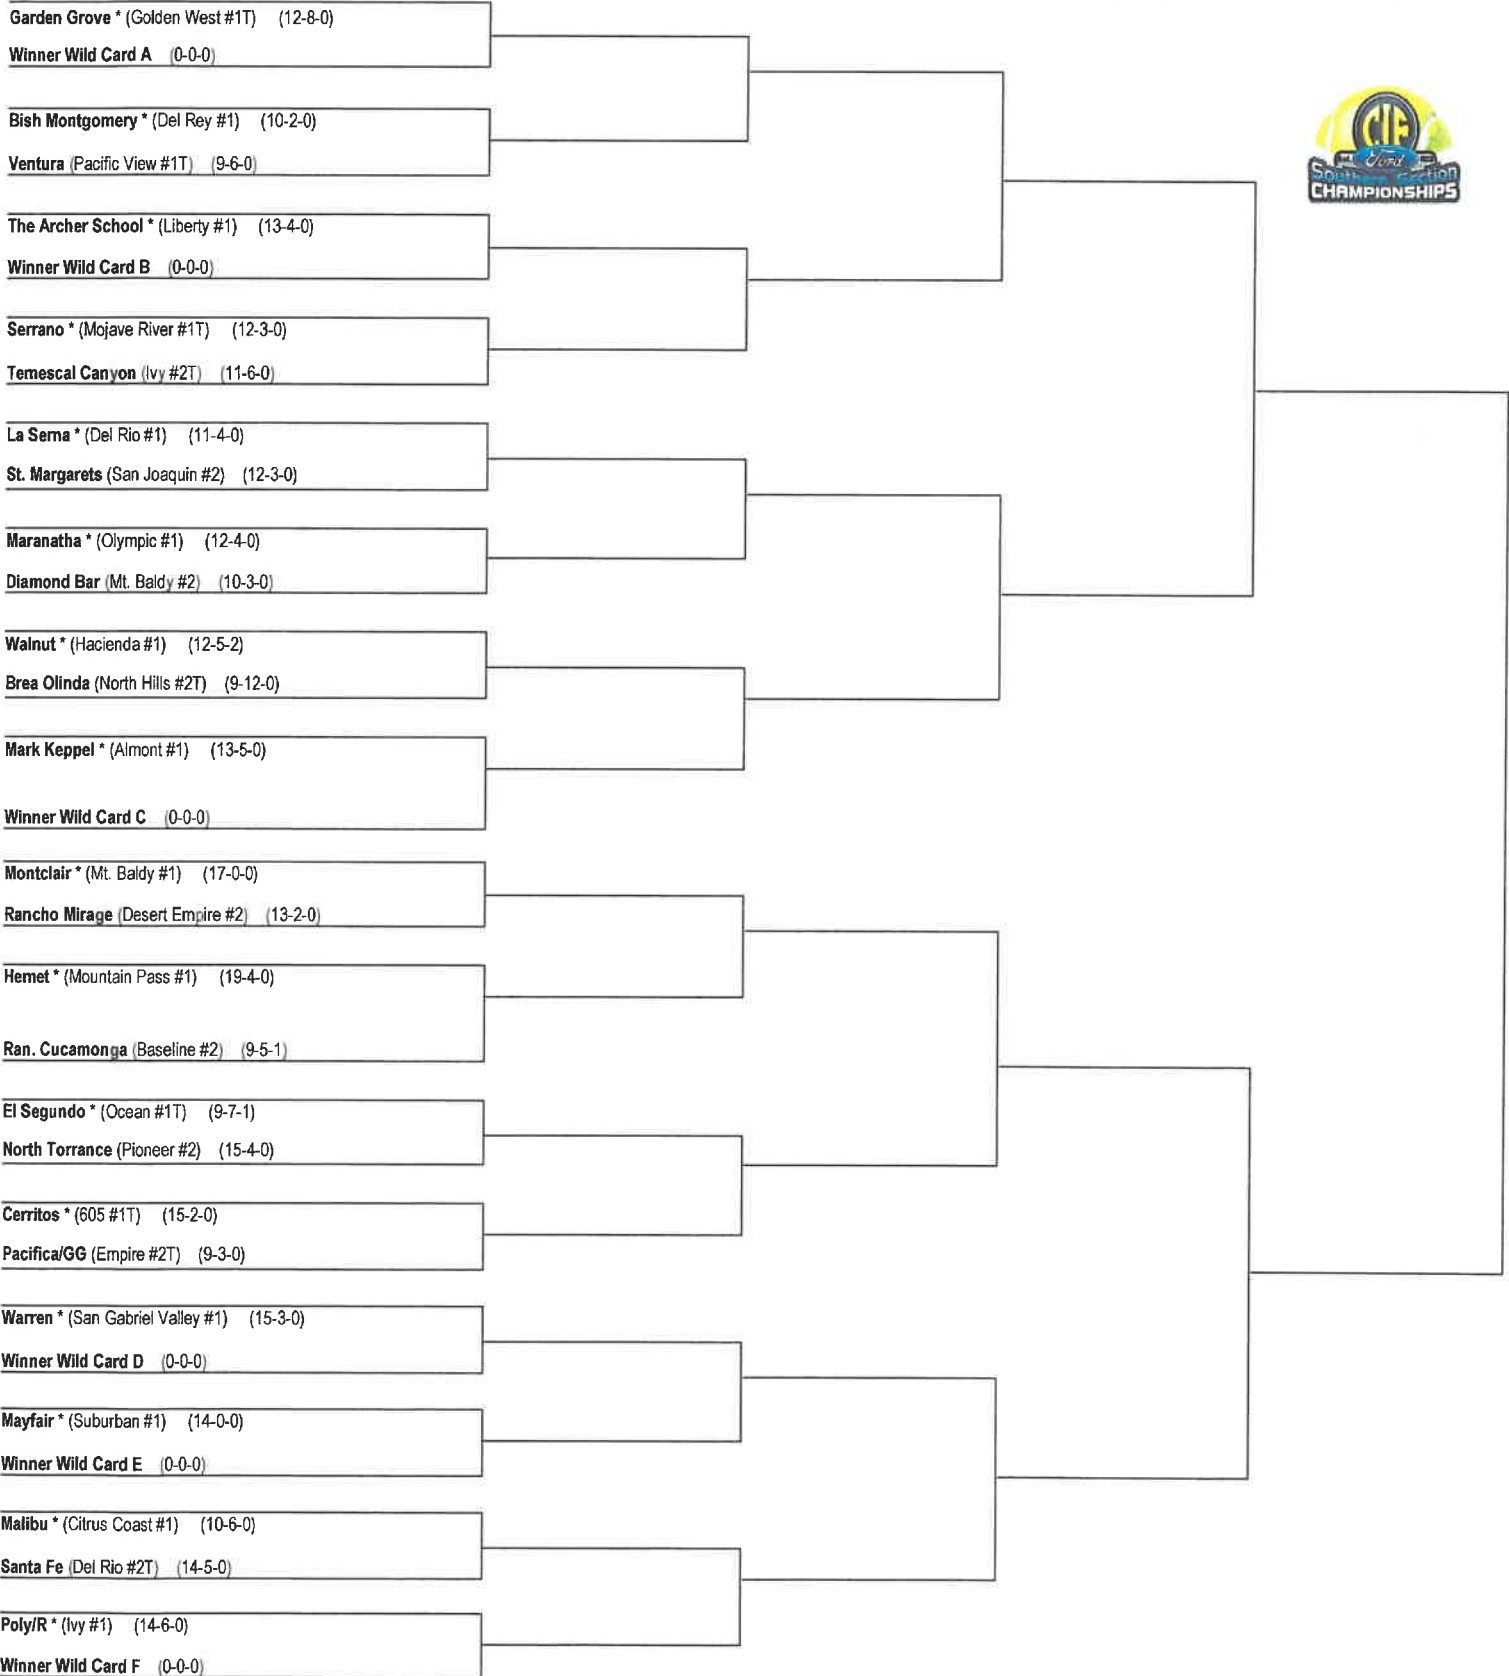 Garden Grove * (Golden West #1T) (12-8-0)
Winner Wild Card A (0-0-0)
Bish Montgomery * (Del Rey #1) (10-2-0)
Ventura (Pacific View #1T) (9-6-0)
The Archer School * (Liberty #1) (13-4-0)
Winner Wild Card B (0-0-0)
Serrano * (Mojave River #1T) (12-3-0)
Temescal Canyon (Ivy #2T) (11-6-0)
La Serna * (Del Rio #1) (11-4-0)
St. Margarets (San Joaquin #2) (12-3-0)
Maranatha * (Olympic #1) (12-4-0)
Diamond Bar (Mt. Baldy #2) (10-3-0)
Walnut * (Hacienda #1) (12-5-2)
Brea Olinda (North Hills #2T) (9-12-0)
Mark Keppel * (Almont #1) (13-5-0)
Winner Wild Card C (0-0-0)
Montclair * (Mt. Baldy #1) (17-0-0)
Rancho Mirage (Desert Empire #2) (13-2-0)
Hemet * (Mountain Pass #1) (19-4-0)
Ran. Cucamonga (Baseline #2) (9-5-1)
El Segundo * (Ocean #1T) (9-7-1)
North Torrance (Pioneer #2) (15-4-0)
Cerritos * (605 #1T) (15-2-0)
Pacifica/GG (Empire #2T) (9-3-0)
Warren * (San Gabriel Valley #1) (15-3-0)
Winner Wild Card D (0-0-0)
Mayfair * (Suburban #1) (14-0-0)
Winner Wild Card E (0-0-0)
Malibu * (Citrus Coast #1) (10-6-0)
Santa Fe (Del Rio #2T) (14-5-0)
Poly/R * (Ivy #1) (14-6-0)
Winner Wild Card F (0-0-0)
CIF
Ford
Southern Section
CHAMPIONSHIPS